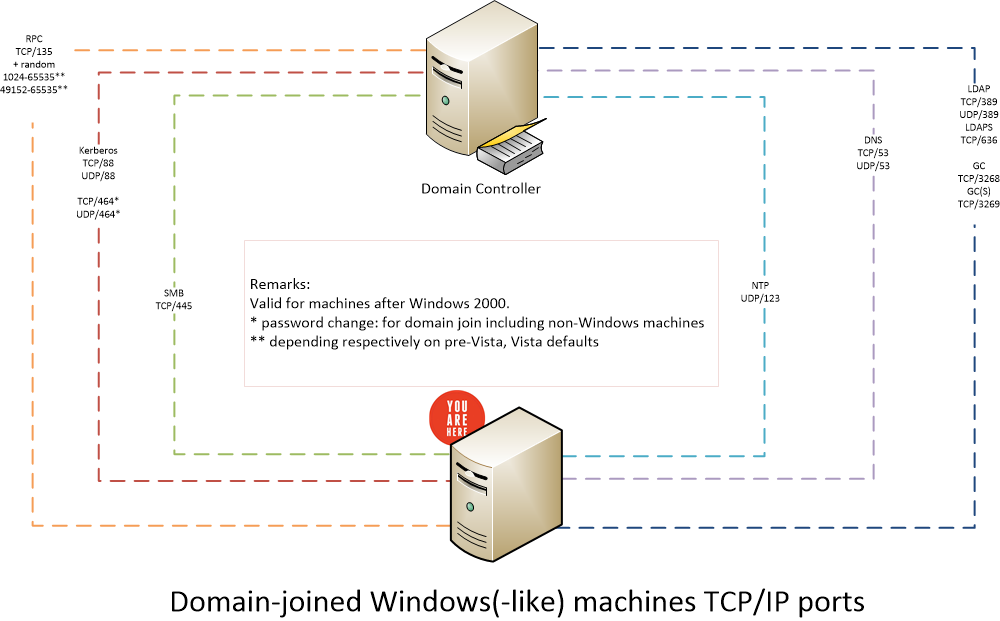 RPC
TCP/135
+ random
1024-65535**
49152-65535**
Kerberos
TCP/88
UDP/88
TCP/464*
UDP/464*
SMB
TCP/445
Domain Controller
LDAP
TCP/389
UDP/389
LDAPS
TCP/636
GC
TCP/3268
GC(S)
TCP/3269
DNS
TCP/53
UDP/53
NTP
UDP/123
Remarks:
Valid for machines after Windows 2000.
* password change: for domain join including non-Windows machines
** depending respectively on pre-Vista, Vista defaults
YOU
ARE
HERE
Domain-joined Windows(-like) machines TCP/IP ports